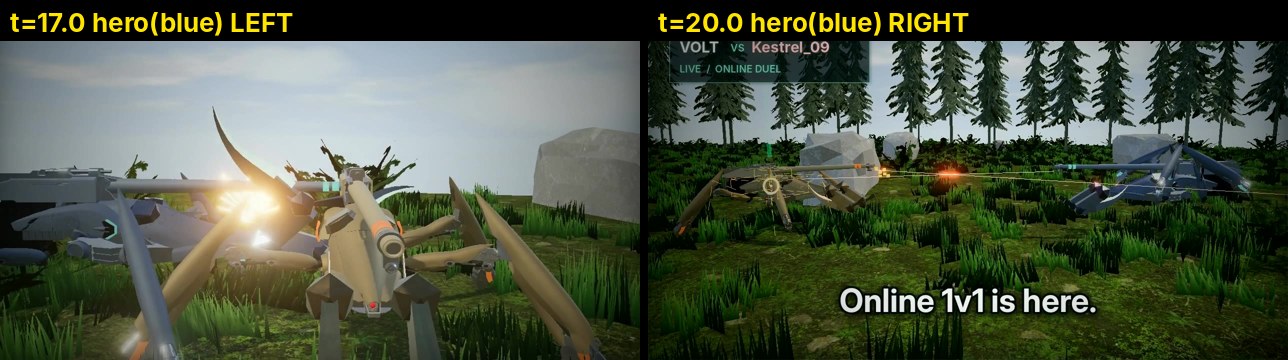 t=17.0 hero(blue) LEFT
t=20.0 hero(blue) RIGHT
VOLT VS Kestrel_09
LIVE / ONLINE DUEL
Online 1v1 is here.